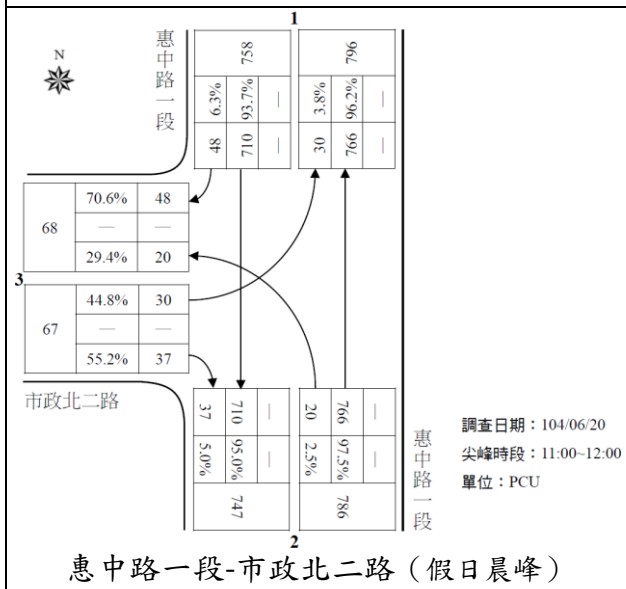 1
N
惠中路一段
758
6.3% 93.7% —
48 710 —
796
3.8% 96.2% —
30 766 —
68
70.6% 48
— —
29.4% 20
3
67
44.8% 30
— —
55.2% 37
市政北二路
37 710 —
5.0% 95.0% —
747
20 766 —
2.5% 97.5% —
786
惠中路一段
調查日期：104/06/20
尖峰時段：11:00~12:00
單位：PCU
2
惠中路一段-市政北二路（假日晨峰）